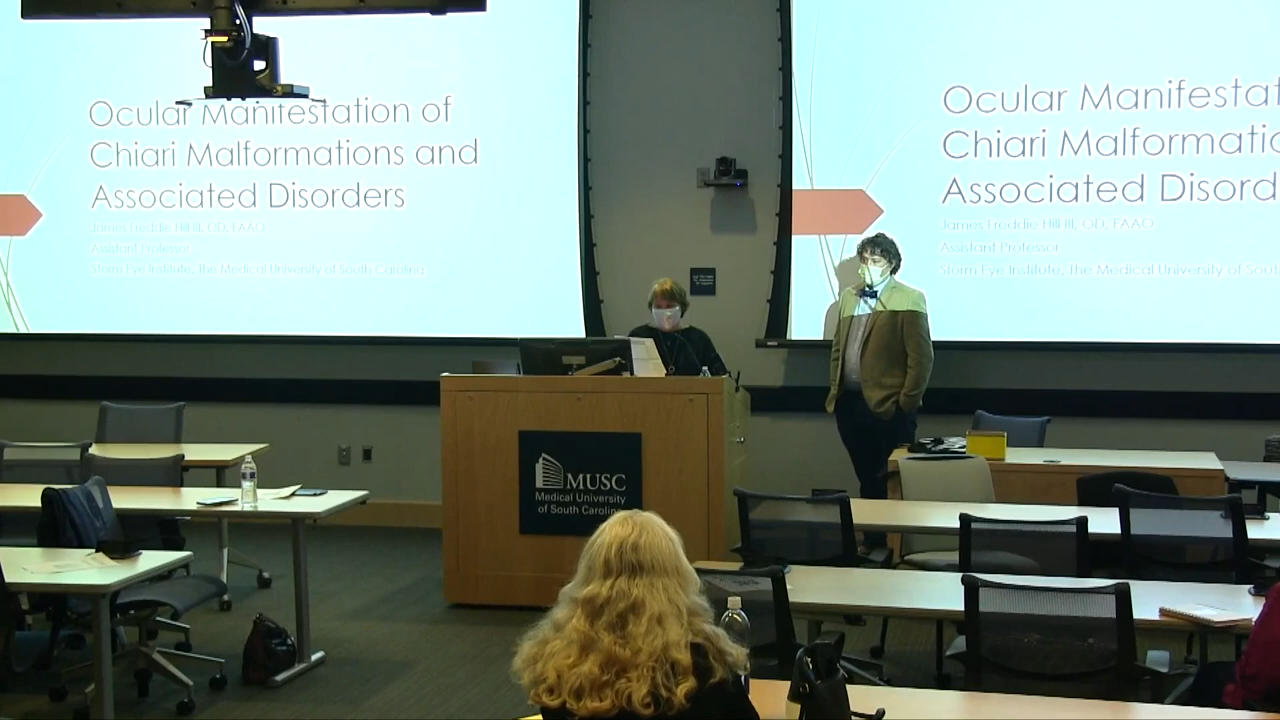 Ocular Manifestation of
Chiari Malformations and
Associated Disorders
James Freddie Hill III, OD, FAAO
Assistant Professor
Storm Eye Institute, The Medical University of South Carolina
Ocular Manifestat
Chiari Malformatio
Associated Disord
James Freddie Hill III, OD, FAAO
Assistant Professor
Storm Eye Institute, The Medical University of Sout
MUSC
Medical University
of South Carolina